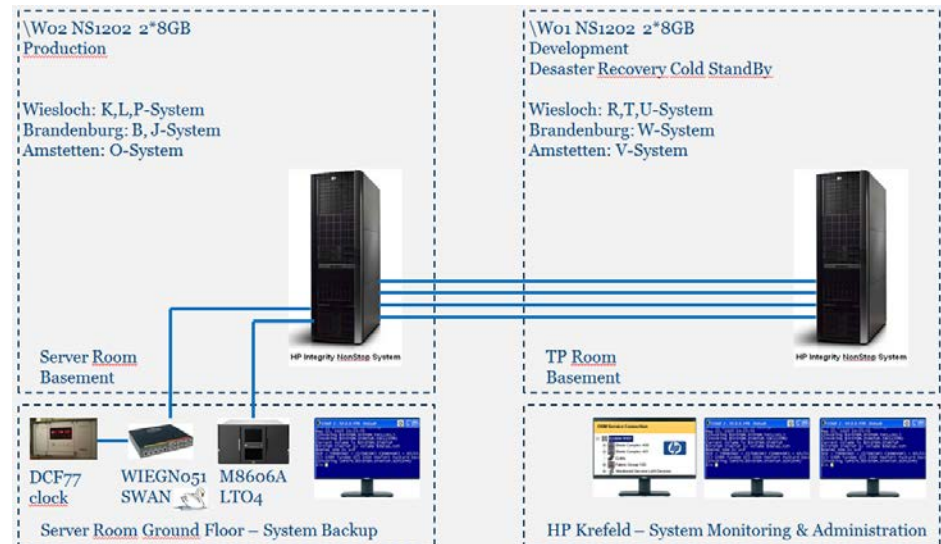 \W02 NS1202 2*8GB
Production
Wiesloch: K,L,P-System
Brandenburg: B, J-System
Amstetten: O-System
HP Integrity NonStop System
Server Room
Basement
\W01 NS1202 2*8GB
Development
Desaster Recovery Cold StandBy
Wiesloch: R,T,U-System
Brandenburg: W-System
Amstetten: V-System
HP Integrity NonStop System
TP Room
Basement
DCF77
clock
WIEGN051
SWAN
M8606A
LTO4
Server Room Ground Floor – System Backup
hp
HP Krefeld – System Monitoring & Administration